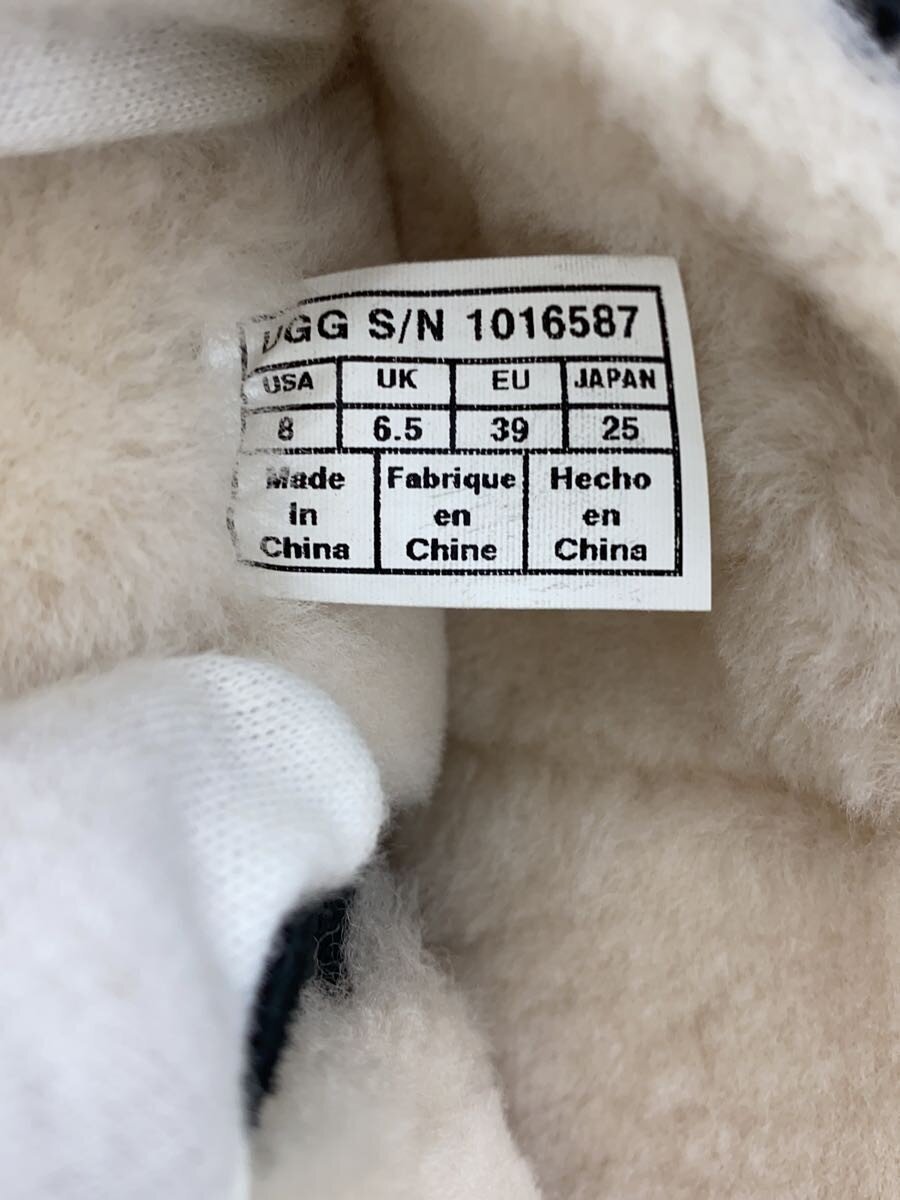 UGG S/N 1016587
USA UK EU JAPAN
8 6.5 39 25
Made Fabrique Hecho
in en en
China Chine China